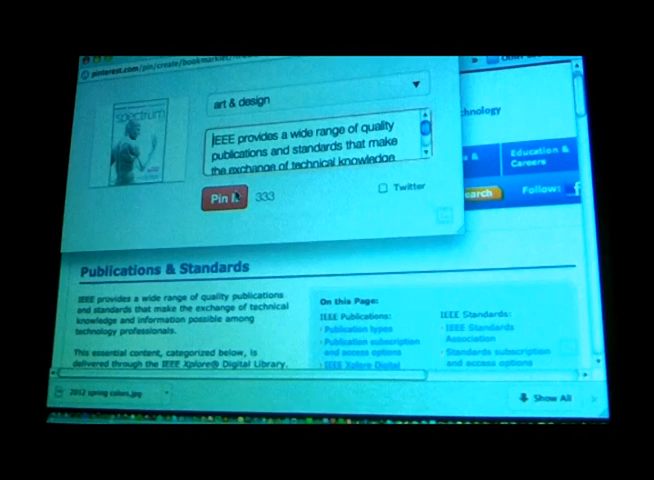 pinterest.com/pin/create/bookmarklet/
art & design
spectrum
IEEE provides a wide range of quality
publications and standards that make
the exchange of technical knowledge
Pin It
333
Twitter
hnology
s &
Education &
Careers
earch
Follow:
f
Publications & Standards
IEEE provides a wide range of quality publications
and standards that make the exchange of technical
knowledge and information possible among
technology professionals.
This essential content, categorized below, is
delivered through the IEEE Xplore® Digital Library.
On this Page:
IEEE Publications:
Publication types
Publication subscription
and access options
IEEE Xplore Digital
IEEE Standards:
IEEE Standards
Association
Standards subscription
and access options
2012 spring colors.jpg
Show All